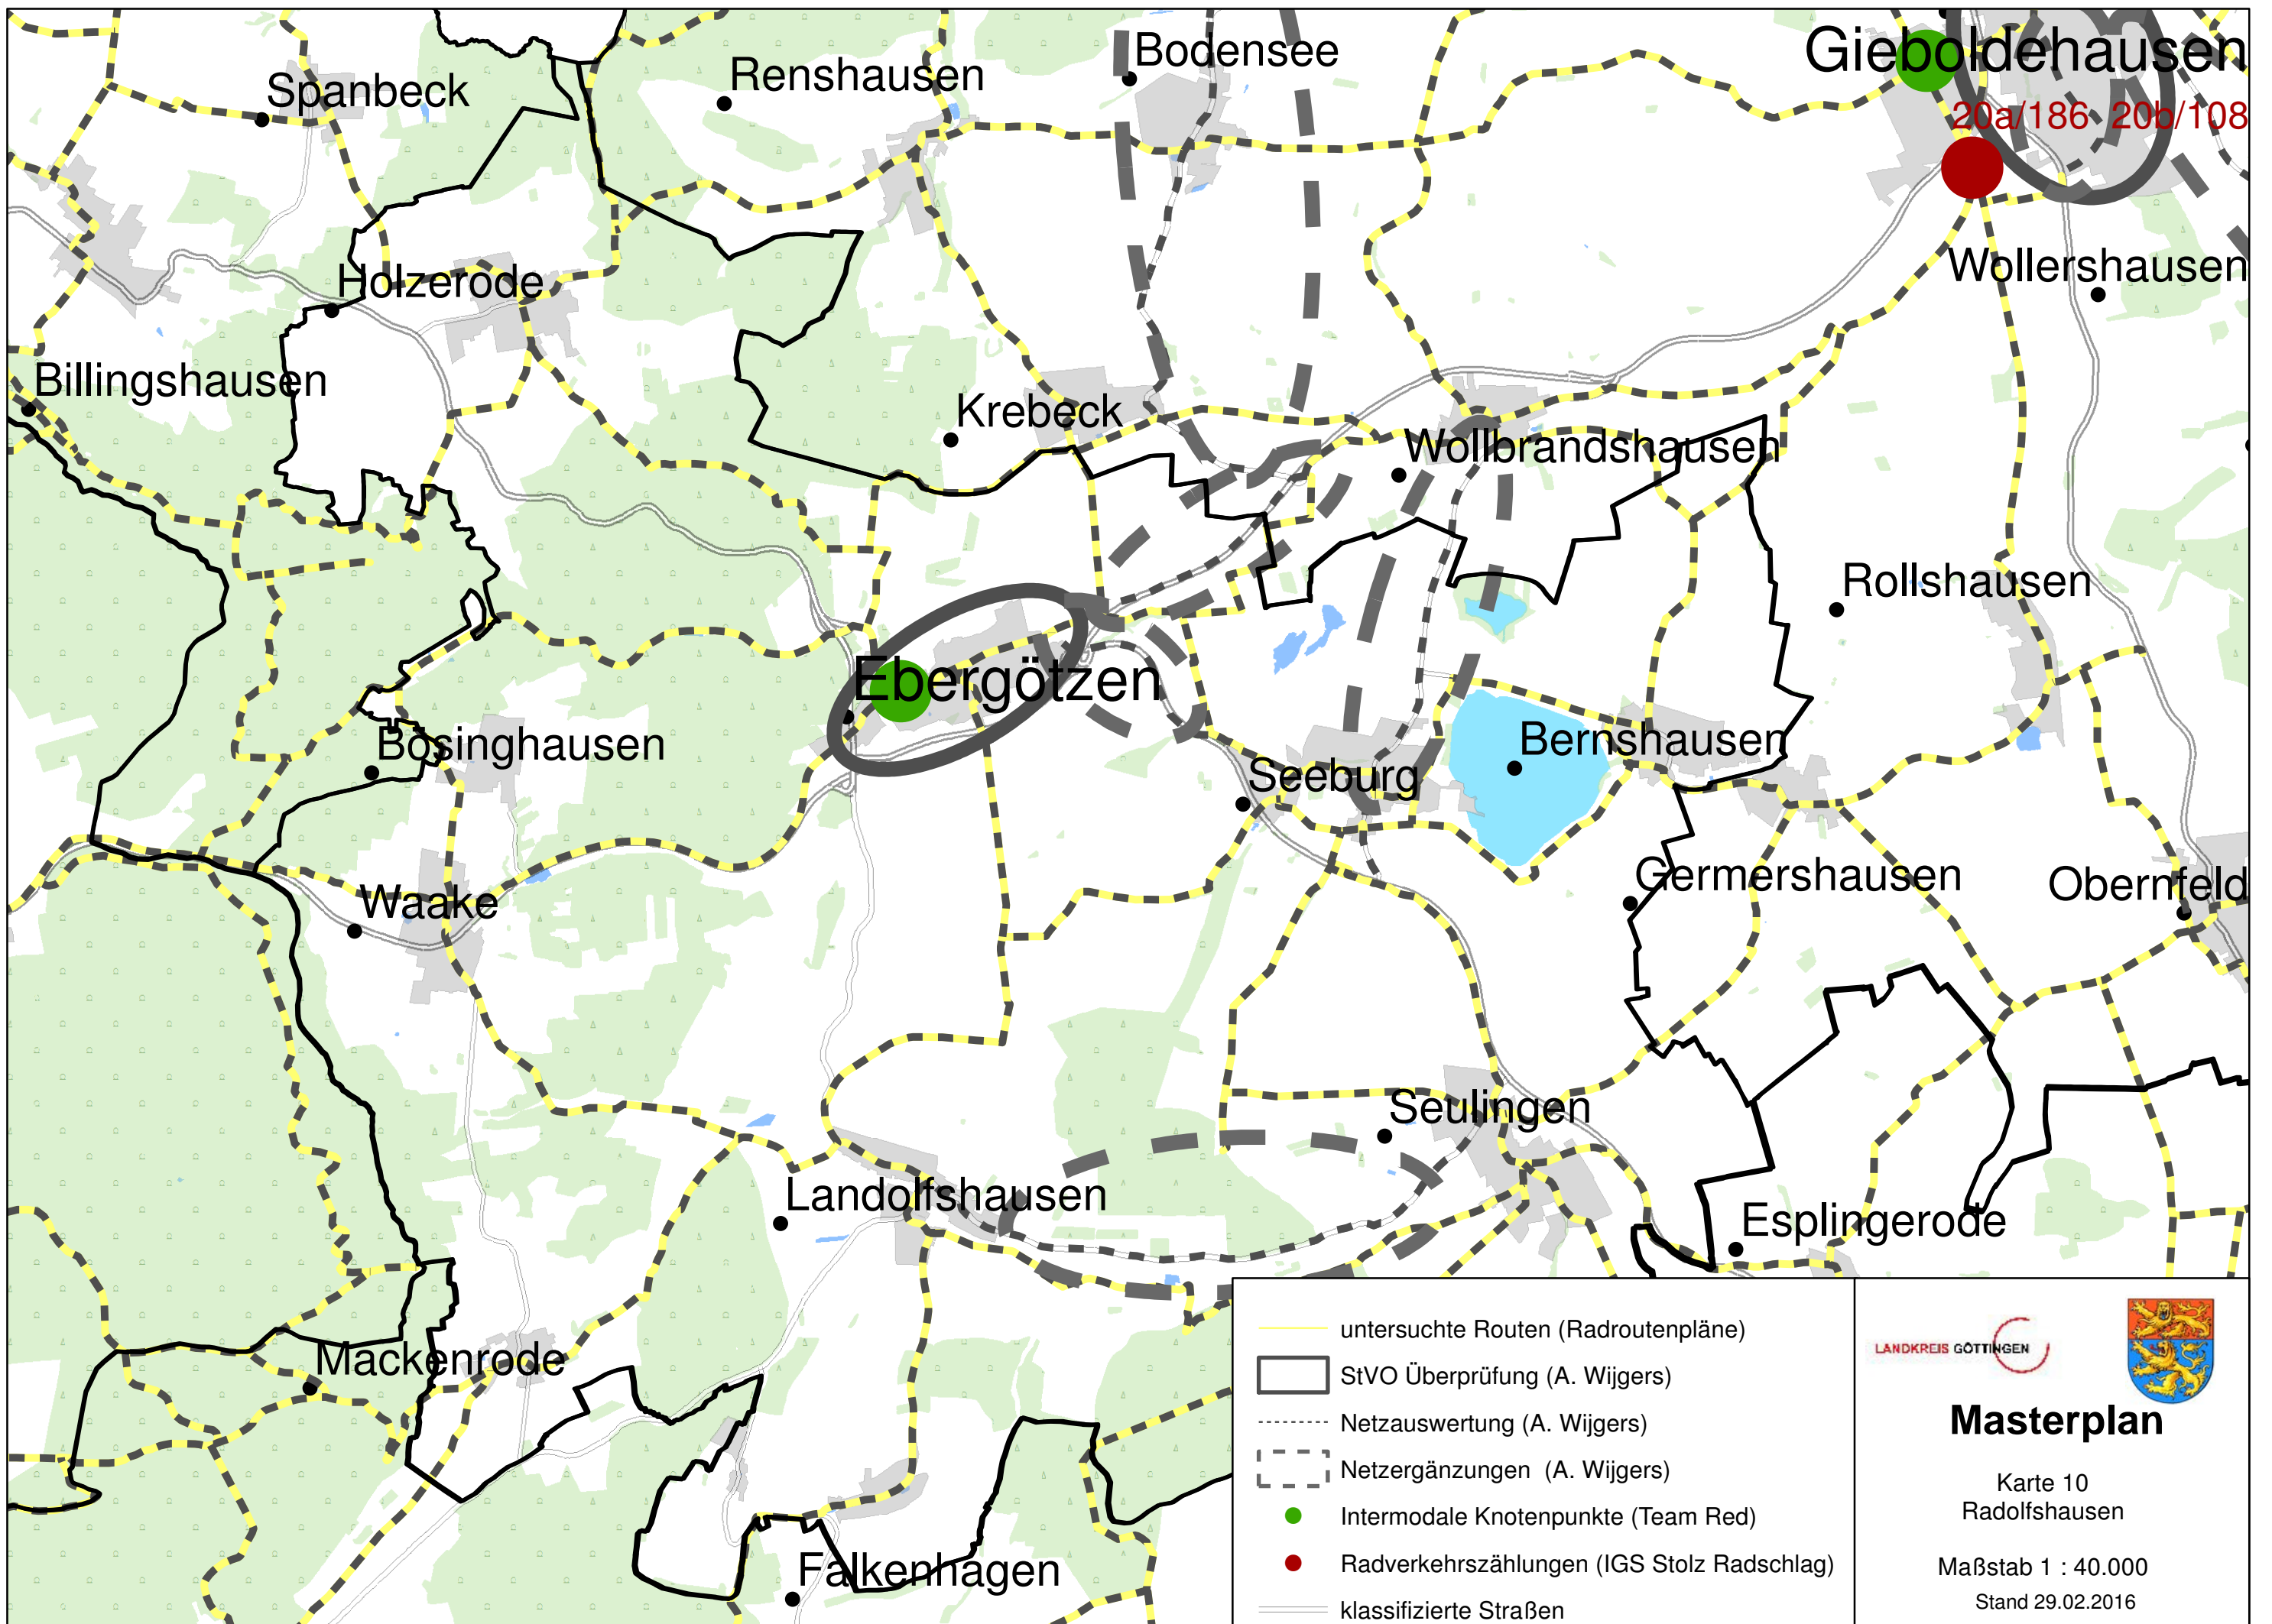 Bodensee
Gieboldehausen
Renshausen
Spanbeck
20a/186 20b/108
Wollershausen
Holzerode
Billingshausen
Krebeck
Wollbrandshausen
Rollshausen
Ebergötzen
Bösinghausen
Bernshausen
Seeburg
Germershausen
Obernfeld
Waake
Seulingen
Landolfshausen
Esplingerode
Mackenrode
Falkenhagen
untersuchte Routen (Radroutenpläne)
StVO Überprüfung (A. Wijgers)
Netzauswertung (A. Wijgers)
Netzergänzungen (A. Wijgers)
Intermodale Knotenpunkte (Team Red)
Radverkehrszählungen (IGS Stolz Radschlag)
klassifizierte Straßen
LANDKREIS GÖTTINGEN
Masterplan
Karte 10
Radolfshausen
Maßstab 1 : 40.000
Stand 29.02.2016